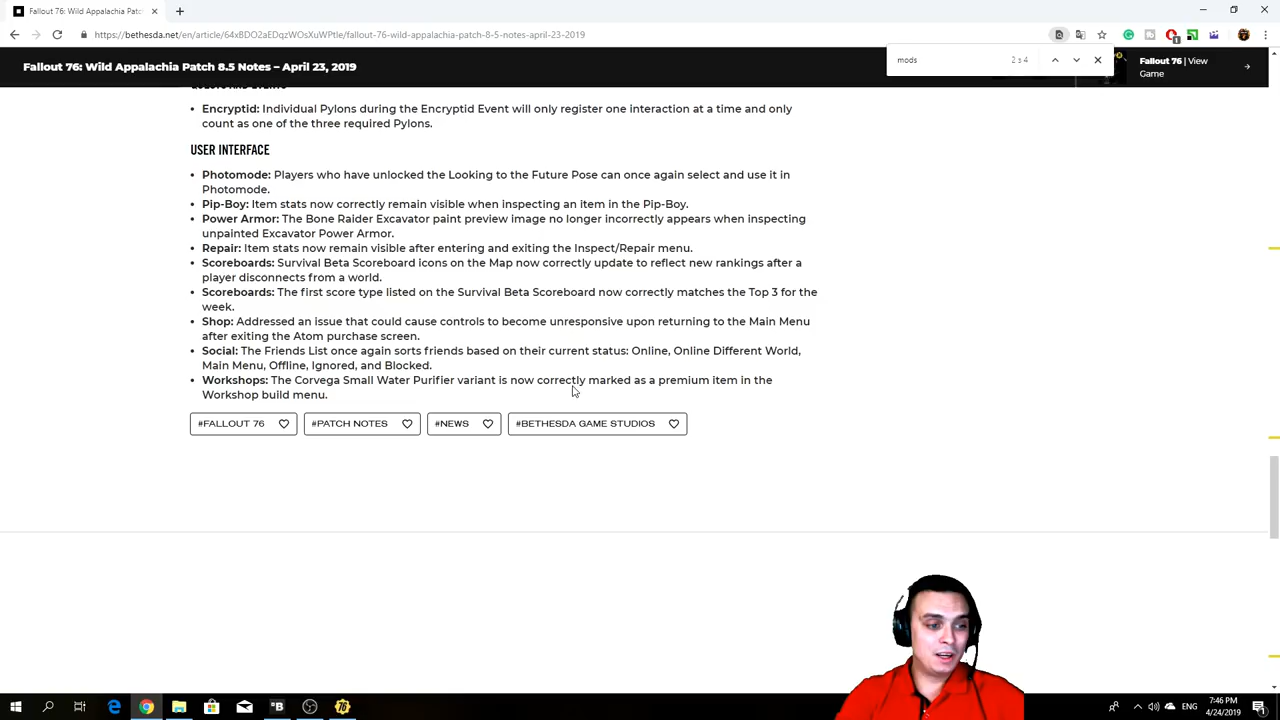 Fallout 76: Wild Appalachia Patc
https://bethesda.net/en/article/64xBDO2aEDqzWOsXuWPtle/fallout-76-wild-appalachia-patch-8-5-notes-april-23-2019
Fallout 76: Wild Appalachia Patch 8.5 Notes – April 23, 2019
mods
2 з 4
Fallout 76 | View
Game
Encryptid: Individual Pylons during the Encryptid Event will only register one interaction at a time and only
count as one of the three required Pylons.
USER INTERFACE
Photomode: Players who have unlocked the Looking to the Future Pose can once again select and use it in
Photomode.
Pip-Boy: Item stats now correctly remain visible when inspecting an item in the Pip-Boy.
Power Armor: The Bone Raider Excavator paint preview image no longer incorrectly appears when inspecting
unpainted Excavator Power Armor.
Repair: Item stats now remain visible after entering and exiting the Inspect/Repair menu.
Scoreboards: Survival Beta Scoreboard icons on the Map now correctly update to reflect new rankings after a
player disconnects from a world.
Scoreboards: The first score type listed on the Survival Beta Scoreboard now correctly matches the Top 3 for the
week.
Shop: Addressed an issue that could cause controls to become unresponsive upon returning to the Main Menu
after exiting the Atom purchase screen.
Social: The Friends List once again sorts friends based on their current status: Online, Online Different World,
Main Menu, Offline, Ignored, and Blocked.
Workshops: The Corvega Small Water Purifier variant is now correctly marked as a premium item in the
Workshop build menu.
#FALLOUT 76
#PATCH NOTES
#NEWS
#BETHESDA GAME STUDIOS
ENG
7:46 PM
4/24/2019